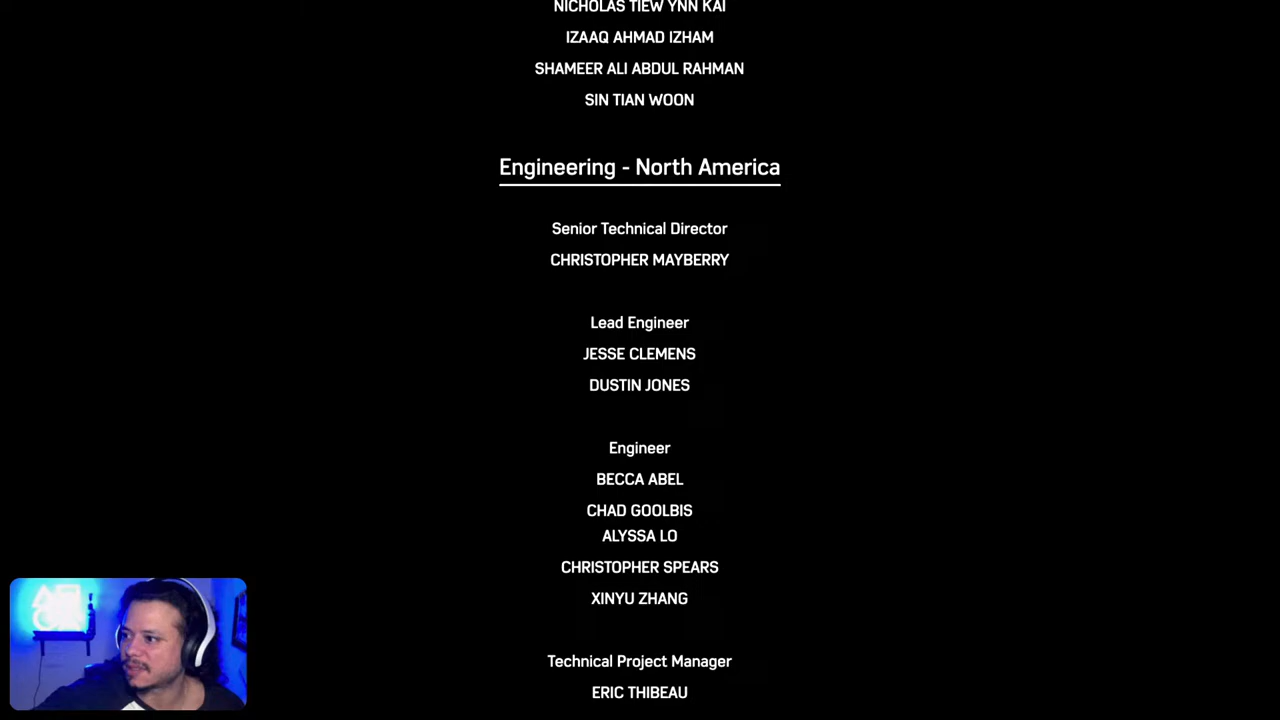 NICHOLAS TIEW YNN KAI
IZAAQ AHMAD IZHAM
SHAMEER ALI ABDUL RAHMAN
SIN TIAN WOON
Engineering - North America
Senior Technical Director
CHRISTOPHER MAYBERRY
Lead Engineer
JESSE CLEMENS
DUSTIN JONES
Engineer
BECCA ABEL
CHAD GOOLBIS
ALYSSA LO
CHRISTOPHER SPEARS
XINYU ZHANG
Technical Project Manager
ERIC THIBEAU